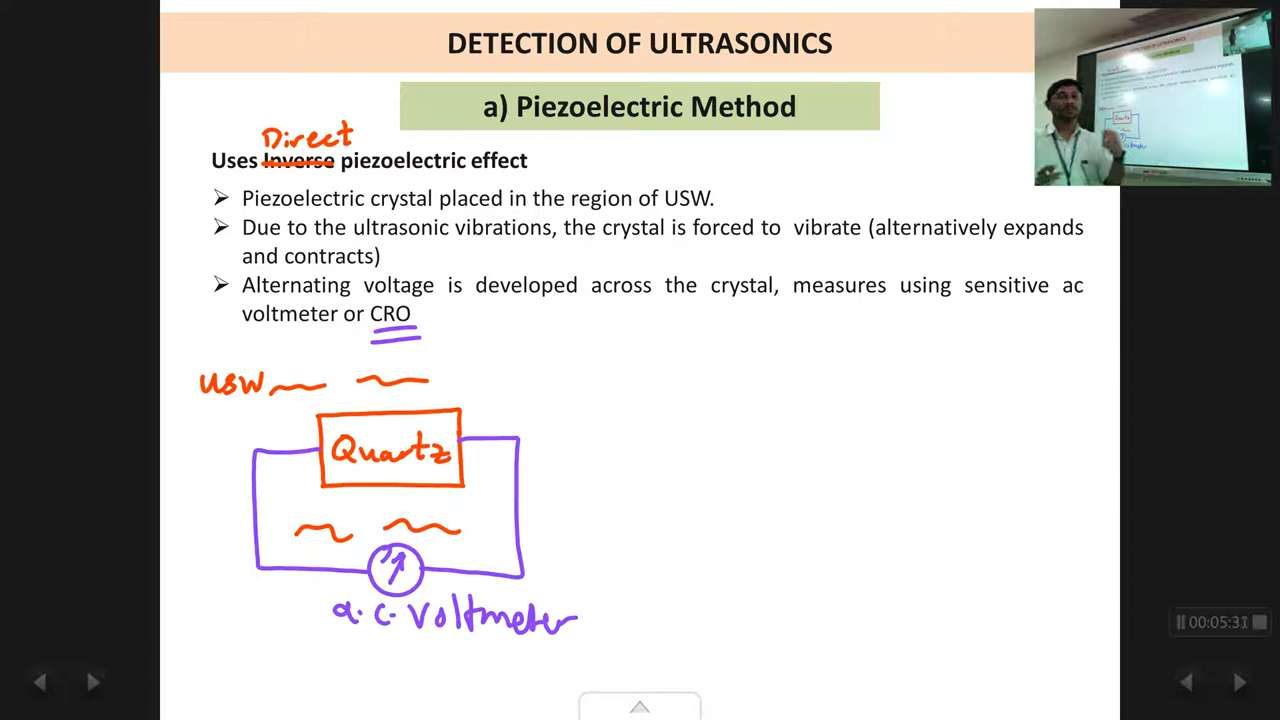 DETECTION OF ULTRASONICS
a) Piezoelectric Method
Direct
Uses Inverse piezoelectric effect
➢ Piezoelectric crystal placed in the region of USW.
➢ Due to the ultrasonic vibrations, the crystal is forced to vibrate (alternatively expands
and contracts)
➢ Alternating voltage is developed across the crystal, measures using sensitive ac
voltmeter or CRO
USW
Quartz
a.c. Voltmeter
00:05:31